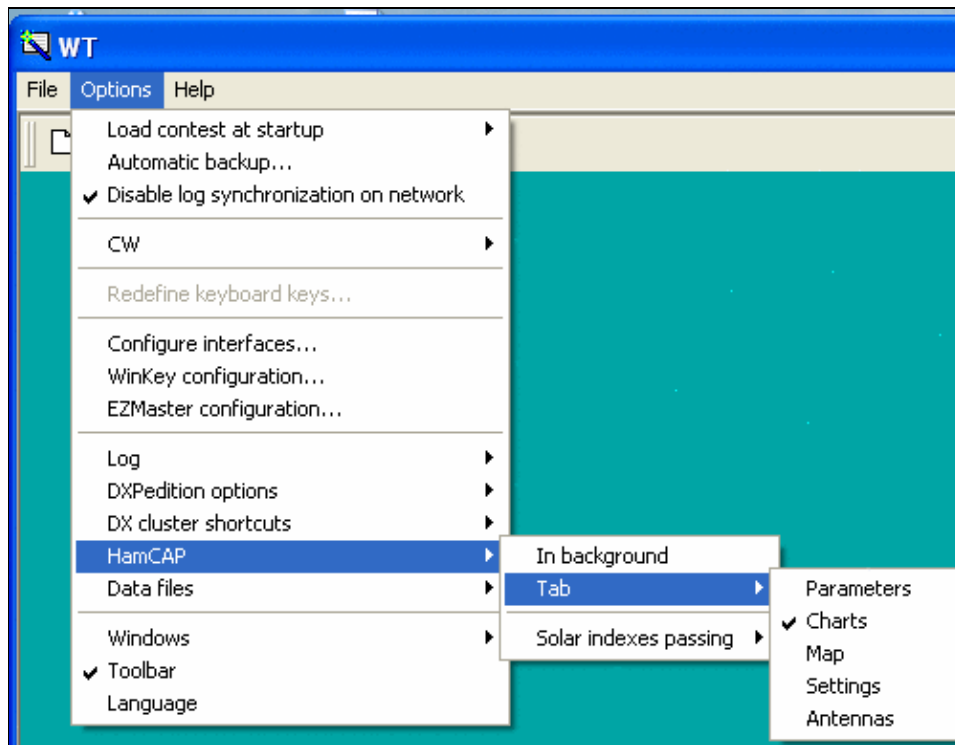 WT
File Options Help
Load contest at startup
Automatic backup...
Disable log synchronization on network
CW
Redefine keyboard keys...
Configure interfaces...
WinKey configuration...
EZMaster configuration...
Log
DXPedition options
DX cluster shortcuts
HamCAP
Data files
Windows
Toolbar
Language
In background
Tab
Solar indexes passing
Parameters
Charts
Map
Settings
Antennas